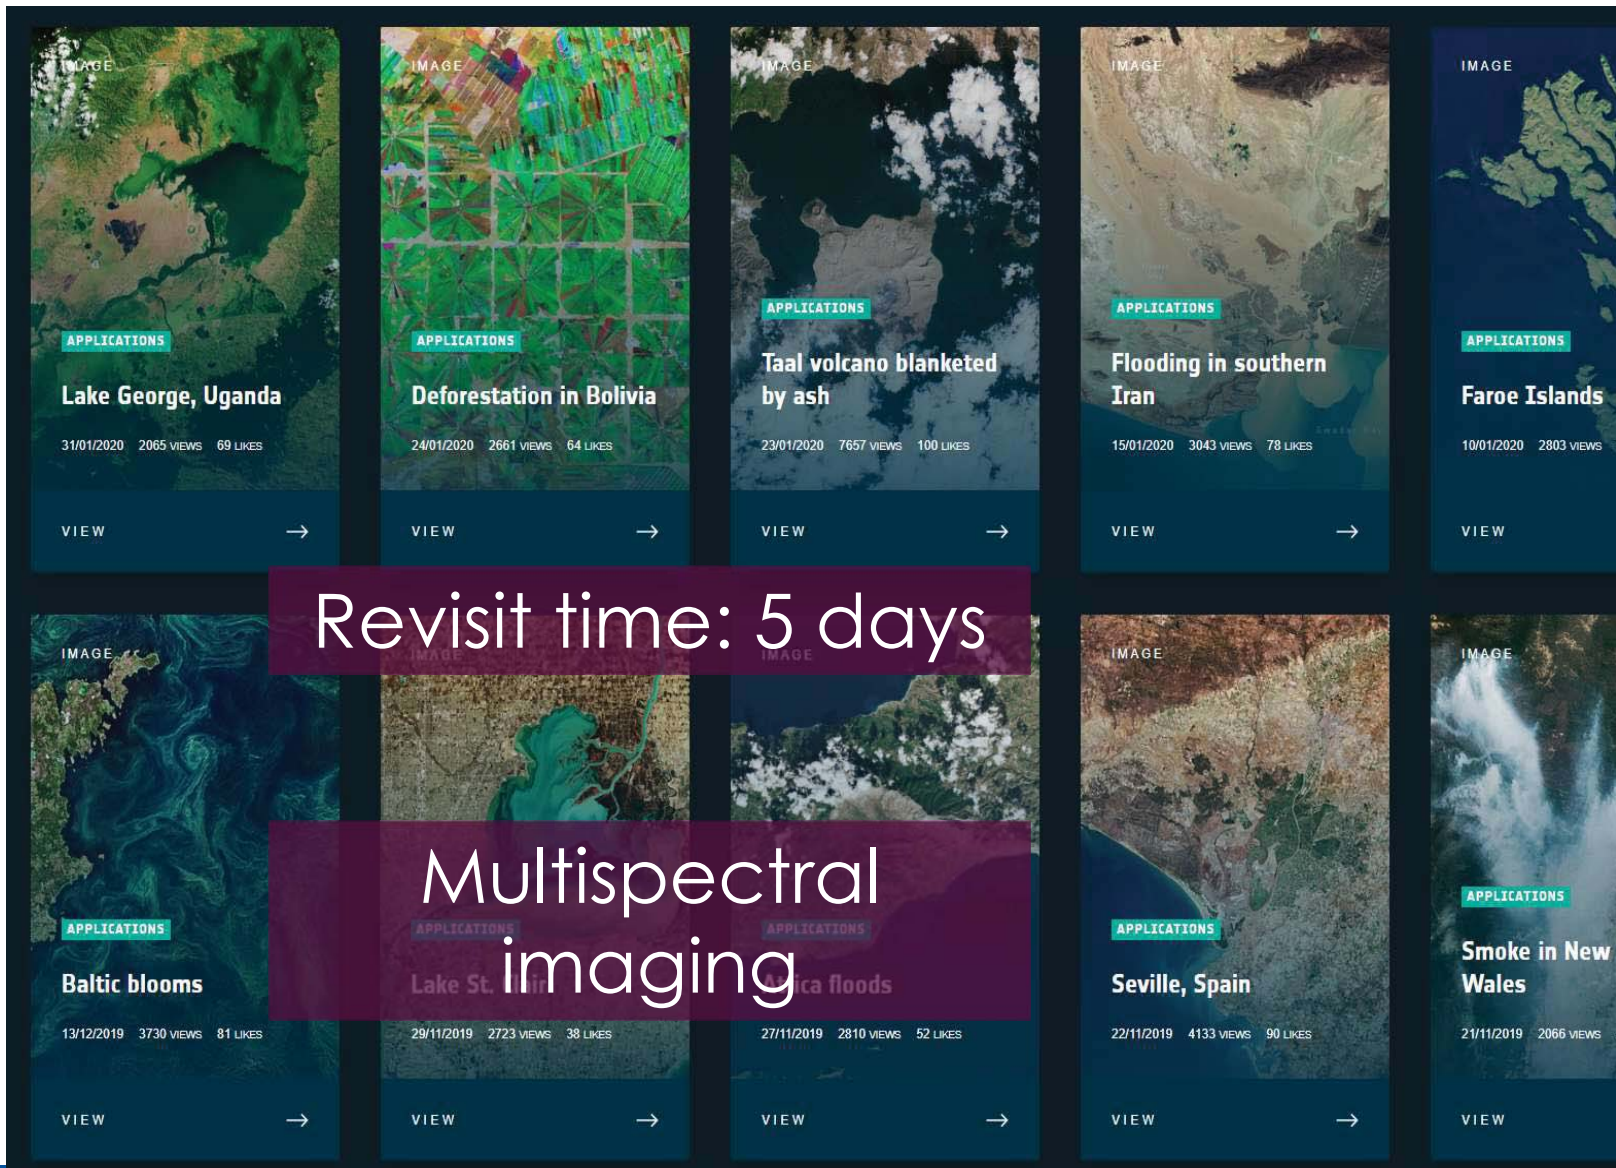 IMAGE
APPLICATIONS
Lake George, Uganda
31/01/2020 2065 VIEWS 69 LIKES
VIEW
IMAGE
APPLICATIONS
Deforestation in Bolivia
24/01/2020 2661 VIEWS 64 LIKES
VIEW
IMAGE
APPLICATIONS
Taal volcano blanketed
by ash
23/01/2020 7657 VIEWS 100 LIKES
VIEW
IMAGE
APPLICATIONS
Flooding in southern
Iran
15/01/2020 3043 VIEWS 78 LIKES
VIEW
IMAGE
APPLICATIONS
Faroe Islands
10/01/2020 2803 VIEWS
VIEW
Revisit time: 5 days
Multispectral
imaging
IMAGE
APPLICATIONS
Baltic blooms
13/12/2019 3730 VIEWS 81 LIKES
VIEW
IMAGE
APPLICATIONS
Lake St.
29/11/2019 2723 VIEWS 38 LIKES
VIEW
IMAGE
APPLICATIONS
floods
27/11/2019 2810 VIEWS 52 LIKES
VIEW
IMAGE
APPLICATIONS
Seville, Spain
22/11/2019 4133 VIEWS 90 LIKES
VIEW
IMAGE
APPLICATIONS
Smoke in New
Wales
21/11/2019 2066 VIEWS
VIEW